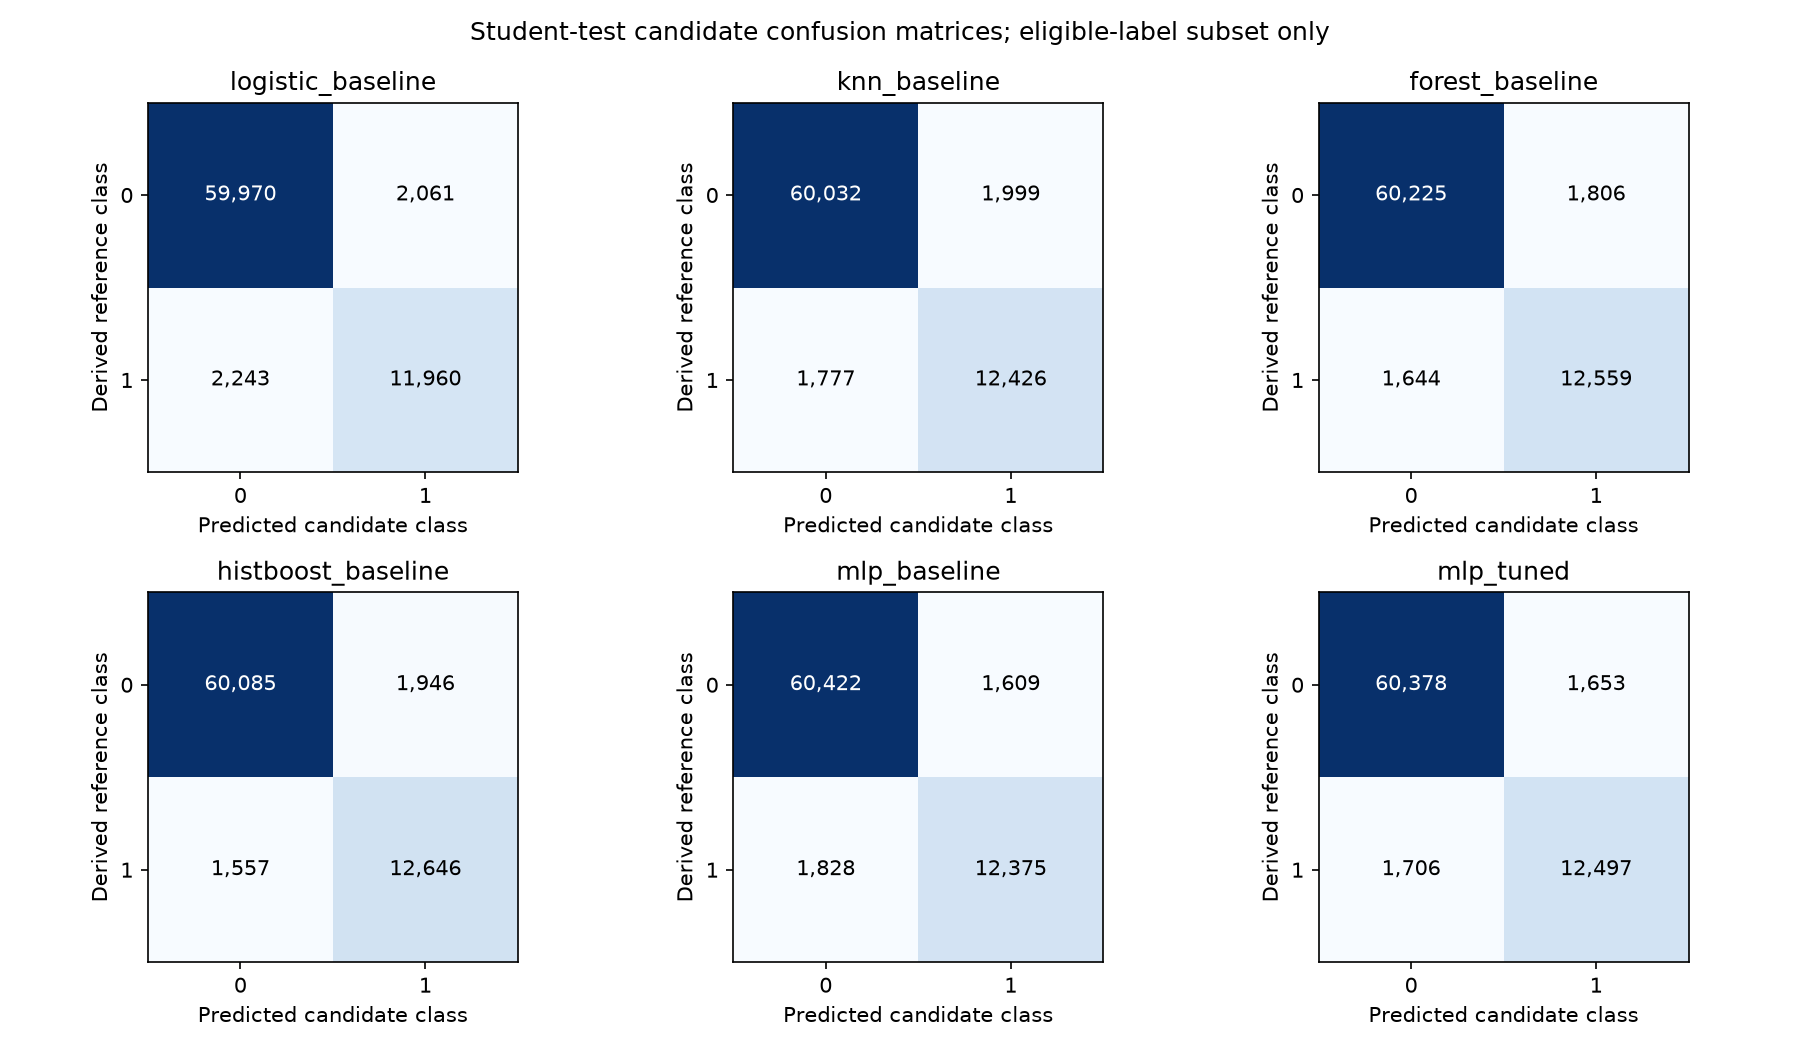 Student-test candidate confusion matrices; eligible-label subset only
logistic_baseline
Derived reference class
0
59,970 2,061
1
2,243 11,960
0 1
Predicted candidate class
knn_baseline
Derived reference class
0
60,032 1,999
1
1,777 12,426
0 1
Predicted candidate class
forest_baseline
Derived reference class
0
60,225 1,806
1
1,644 12,559
0 1
Predicted candidate class
histboost_baseline
Derived reference class
0
60,085 1,946
1
1,557 12,646
0 1
Predicted candidate class
mlp_baseline
Derived reference class
0
60,422 1,609
1
1,828 12,375
0 1
Predicted candidate class
mlp_tuned
Derived reference class
0
60,378 1,653
1
1,706 12,497
0 1
Predicted candidate class